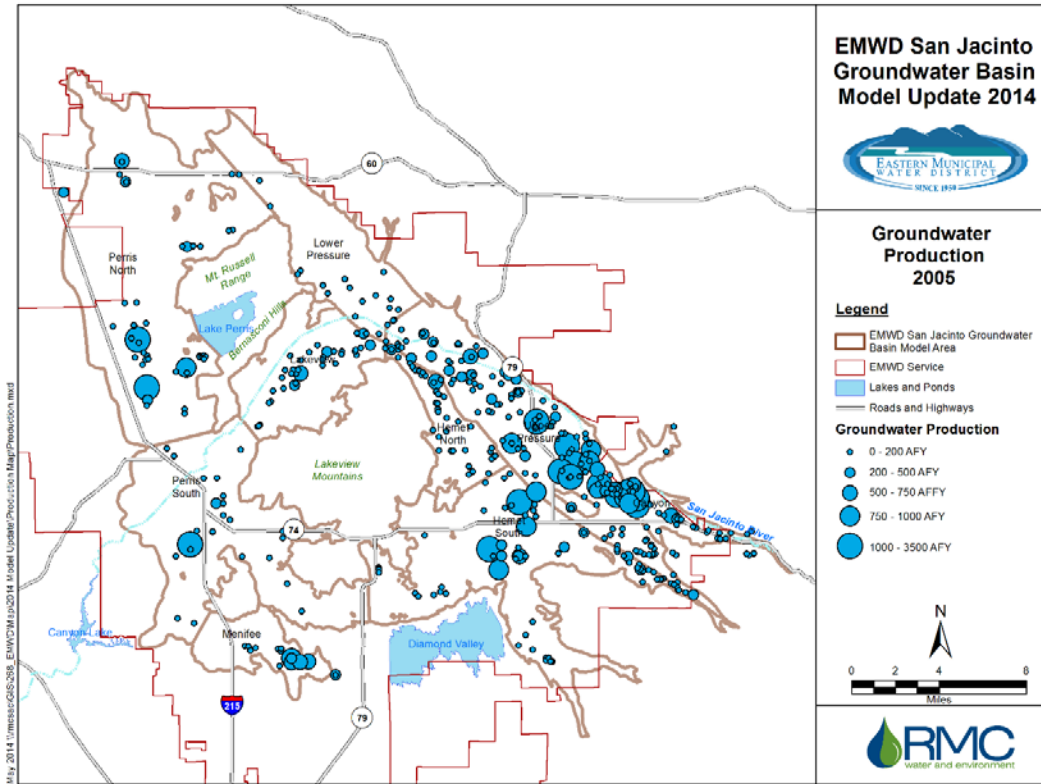 EMWD San Jacinto
Groundwater Basin
Model Update 2014
EASTERN MUNICIPAL
WATER DISTRICT
SINCE 1950
Groundwater
Production
2005
Legend
EMWD San Jacinto Groundwater
Basin Model Area
EMWD Service
Lakes and Ponds
Roads and Highways
Groundwater Production
0 - 200 AFY
200 - 500 AFY
500 - 750 AFFY
750 - 1000 AFY
1000 - 3500 AFY
N
0 2 4 8
Miles
RMC
water and environment
60
Lower
Pressure
Perris
North
Mt. Russell
Range
Lake Perris
Bernasconi Hills
Lakeview
79
Hemet
North
Pressure
Lakeview
Mountains
Perris
South
Canyon
San Jacinto River
74
Hemet
South
Canyon Lake
Menifee
Diamond Valley
215
79